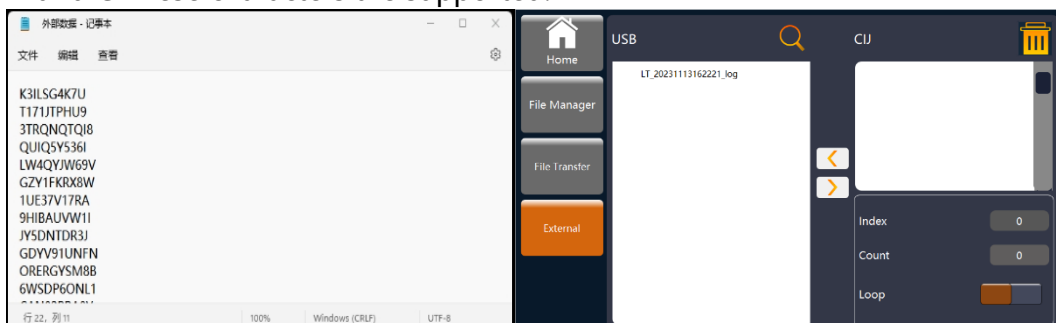 外部数据 - 记事本
文件 编辑 查看
K3ILSG4K7U
T171JTPHU9
3TRQNQTQI8
QUIQ5Y536I
LW4QYJW69V
GZY1FKRX8W
1UE37V17RA
9HIBAUVW1I
JY5DNTDR3J
GDYV91UNFN
ORERGYSM8B
6WSDP6ONL1
行 22, 列 11 100% Windows (CRLF) UTF-8
Home
File Manager
File Transfer
External
USB
LT_20231113162221_log
CIJ
Index 0
Count 0
Loop